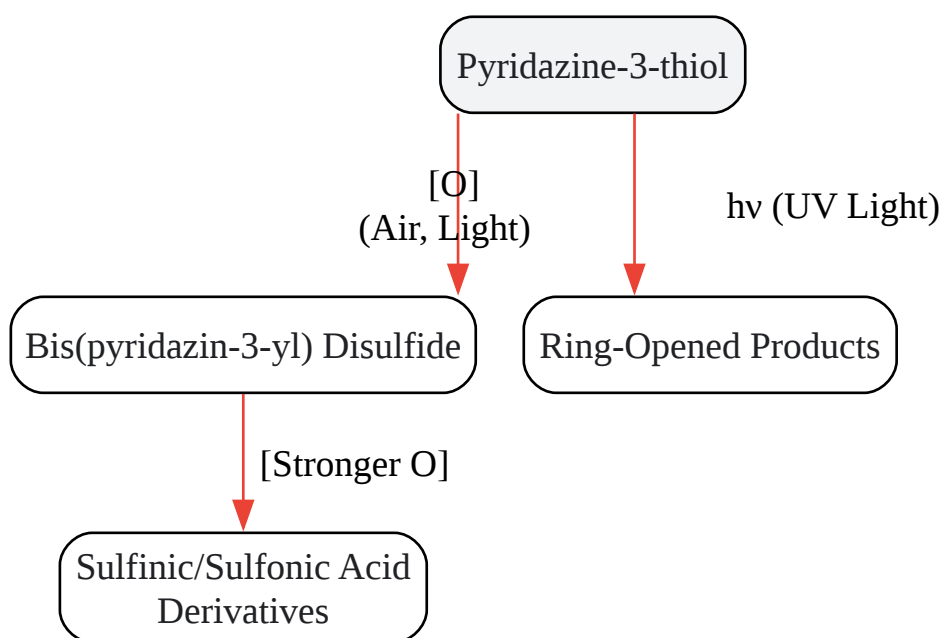 Pyridazine-3-thiol
[O]
(Air, Light)
hν (UV Light)
Bis(pyridazin-3-yl) Disulfide
Ring-Opened Products
[Stronger O]
Sulfinic/Sulfonic Acid
Derivatives